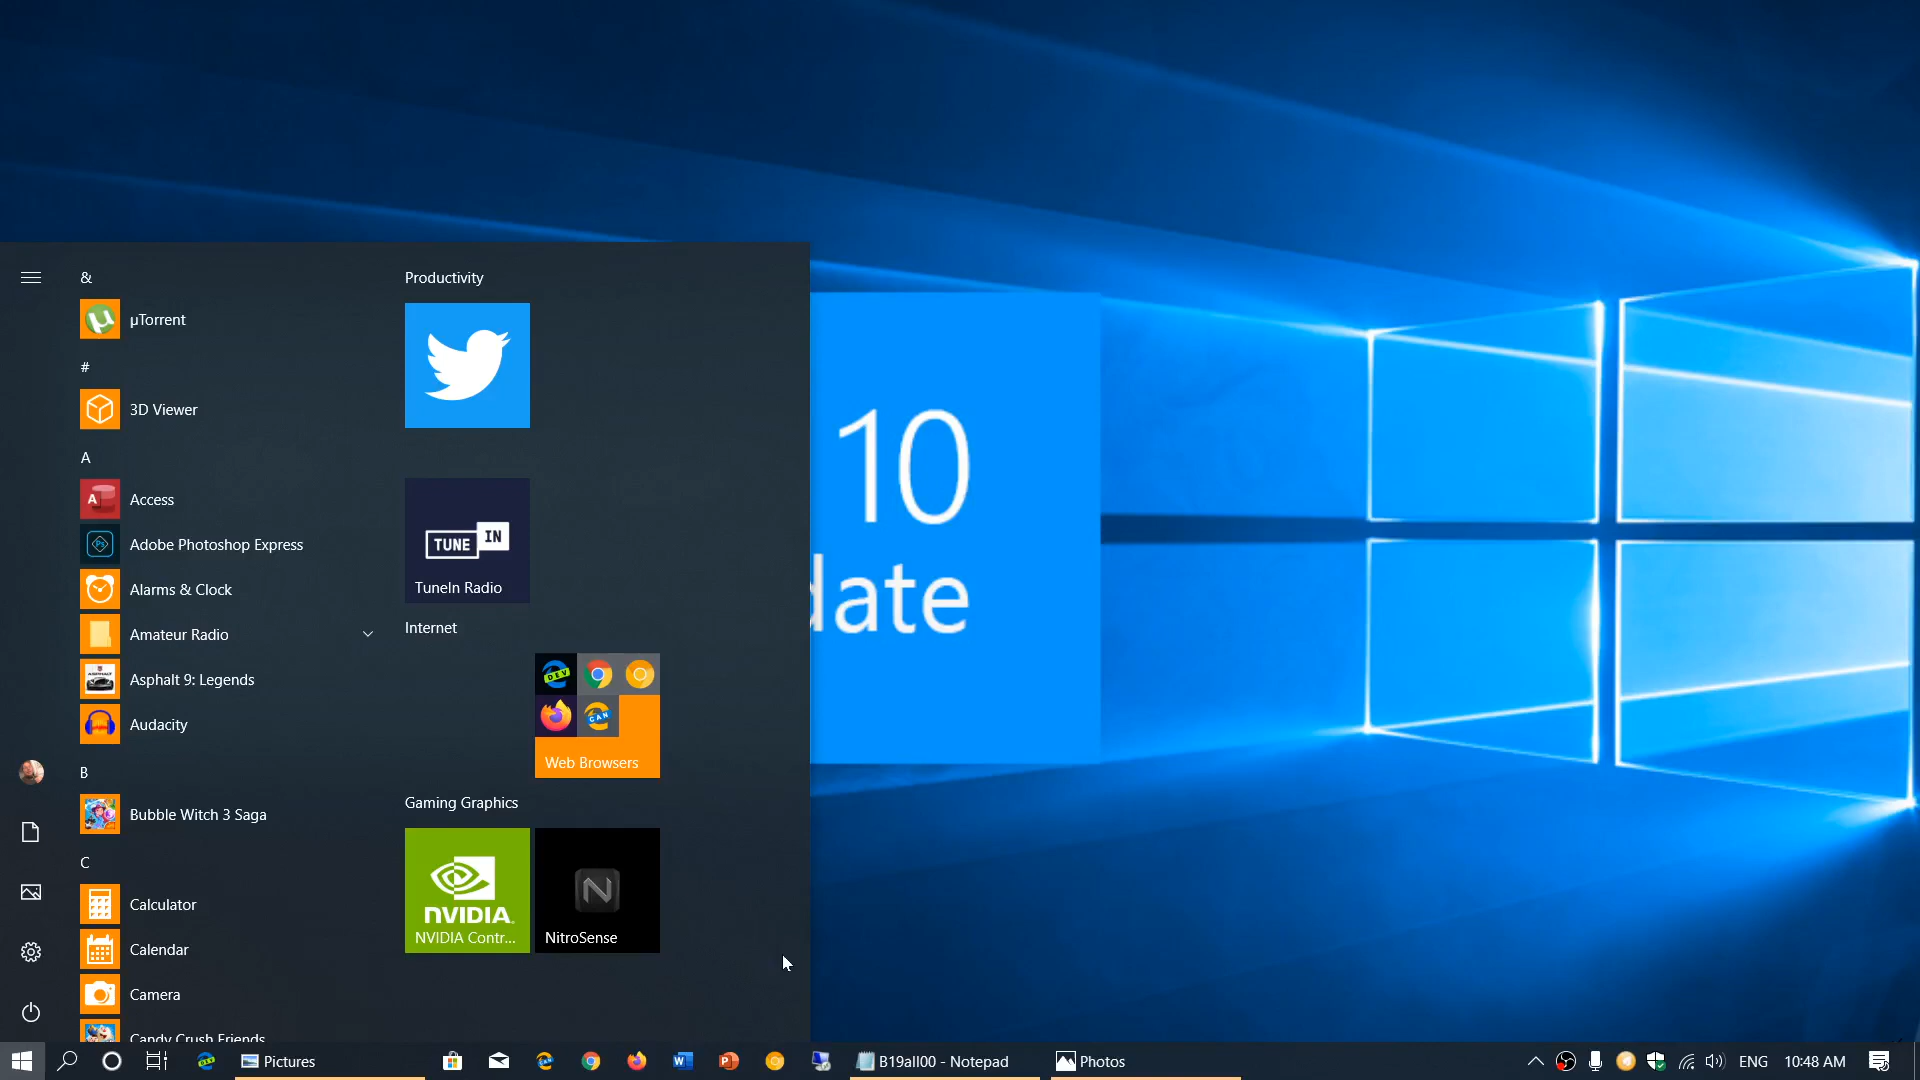 &
µTorrent
#
3D Viewer
A
Access
Adobe Photoshop Express
Alarms & Clock
Amateur Radio
Asphalt 9: Legends
Audacity
B
Bubble Witch 3 Saga
C
Calculator
Calendar
Camera
Candy Crush Friends
Productivity
TUNE IN
TuneIn Radio
Internet
DEV
CAN
Web Browsers
Gaming Graphics
NVIDIA
NVIDIA Contr...
N
NitroSense
10
date
Pictures
B19all00 - Notepad
Photos
ENG
10:48 AM